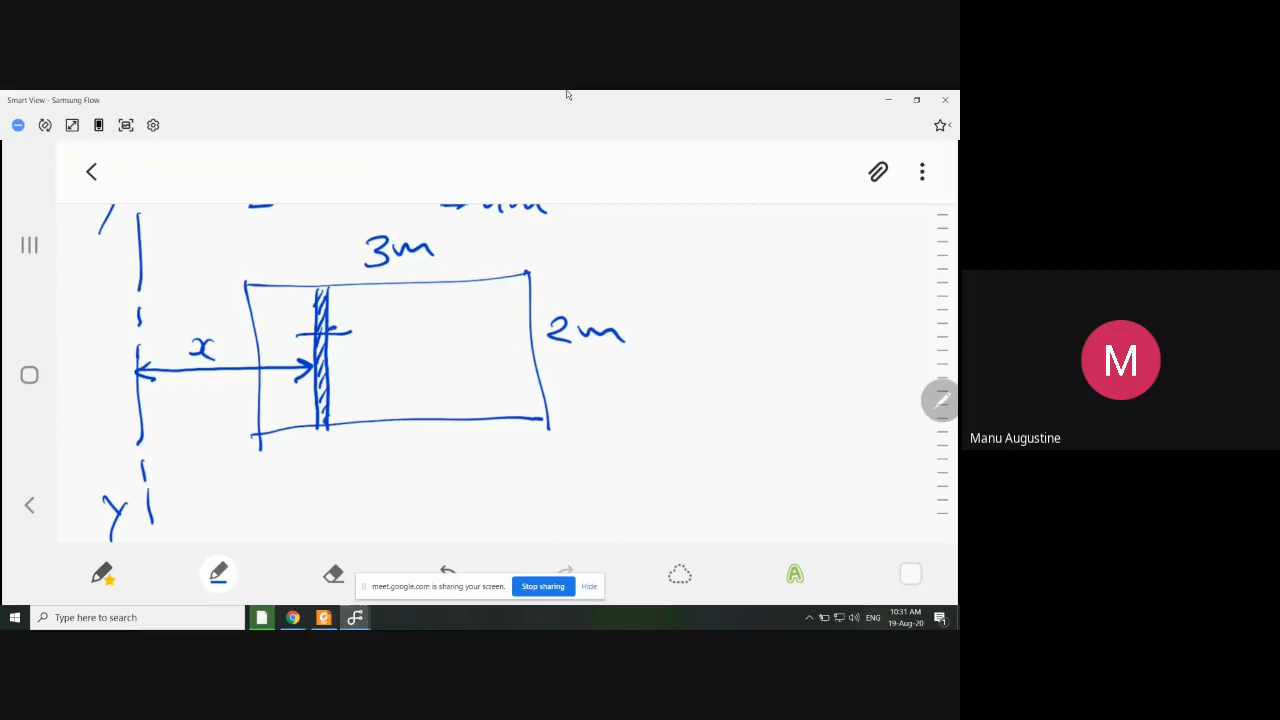 Smart View - Samsung Flow
3m
2m
x
y
M
Manu Augustine
A
meet.google.com is sharing your screen. Stop sharing Hide
Type here to search
ENG
10:31 AM
19-Aug-20
1